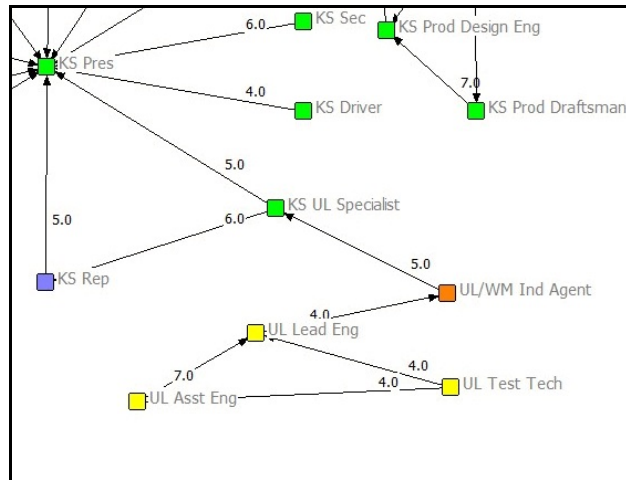 6.0
KS Sec
KS Prod Design Eng
KS Pres
7.0
4.0
KS Driver
KS Prod Draftsman
5.0
KS UL Specialist
5.0
6.0
5.0
KS Rep
UL/WM Ind Agent
4.0
UL Lead Eng
4.0
7.0
4.0
UL Test Tech
UL Asst Eng